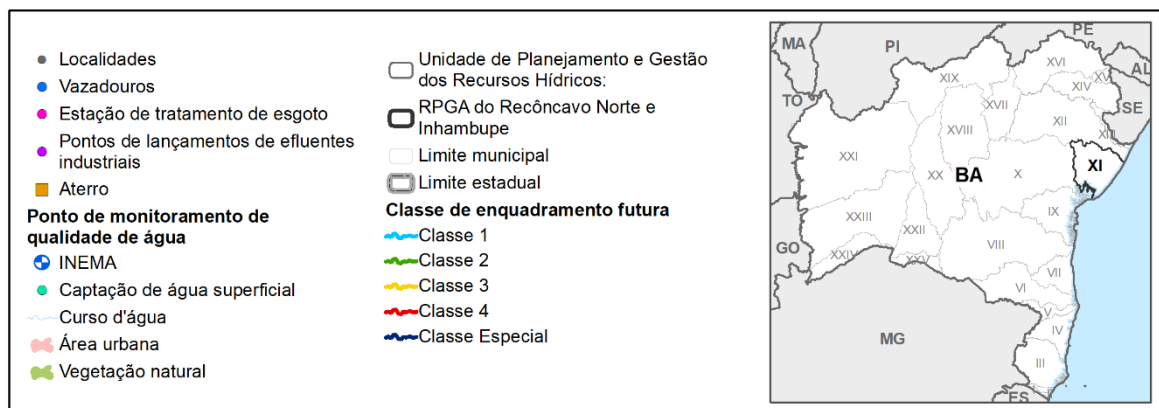 Localidades
Vazadouros
Estação de tratamento de esgoto
Pontos de lançamentos de efluentes
industriais
Aterro
Ponto de monitoramento de
qualidade de água
INEMA
Captação de água superficial
Curso d'água
Área urbana
Vegetação natural
Unidade de Planejamento e Gestão
dos Recursos Hídricos:
RPGA do Recôncavo Norte e
Inhambupe
Limite municipal
Limite estadual
Classe de enquadramento futura
Classe 1
Classe 2
Classe 3
Classe 4
Classe Especial
MA
PI
PE
AL
TO
SE
XIX
XVI
XV
XIV
XVII
XII
XIII
XVIII
XXI
XX
BA
X
XI
IX
GO
XXIII
XXII
VIII
XXIV
XXV
VII
VI
V
IV
MG
III
ES